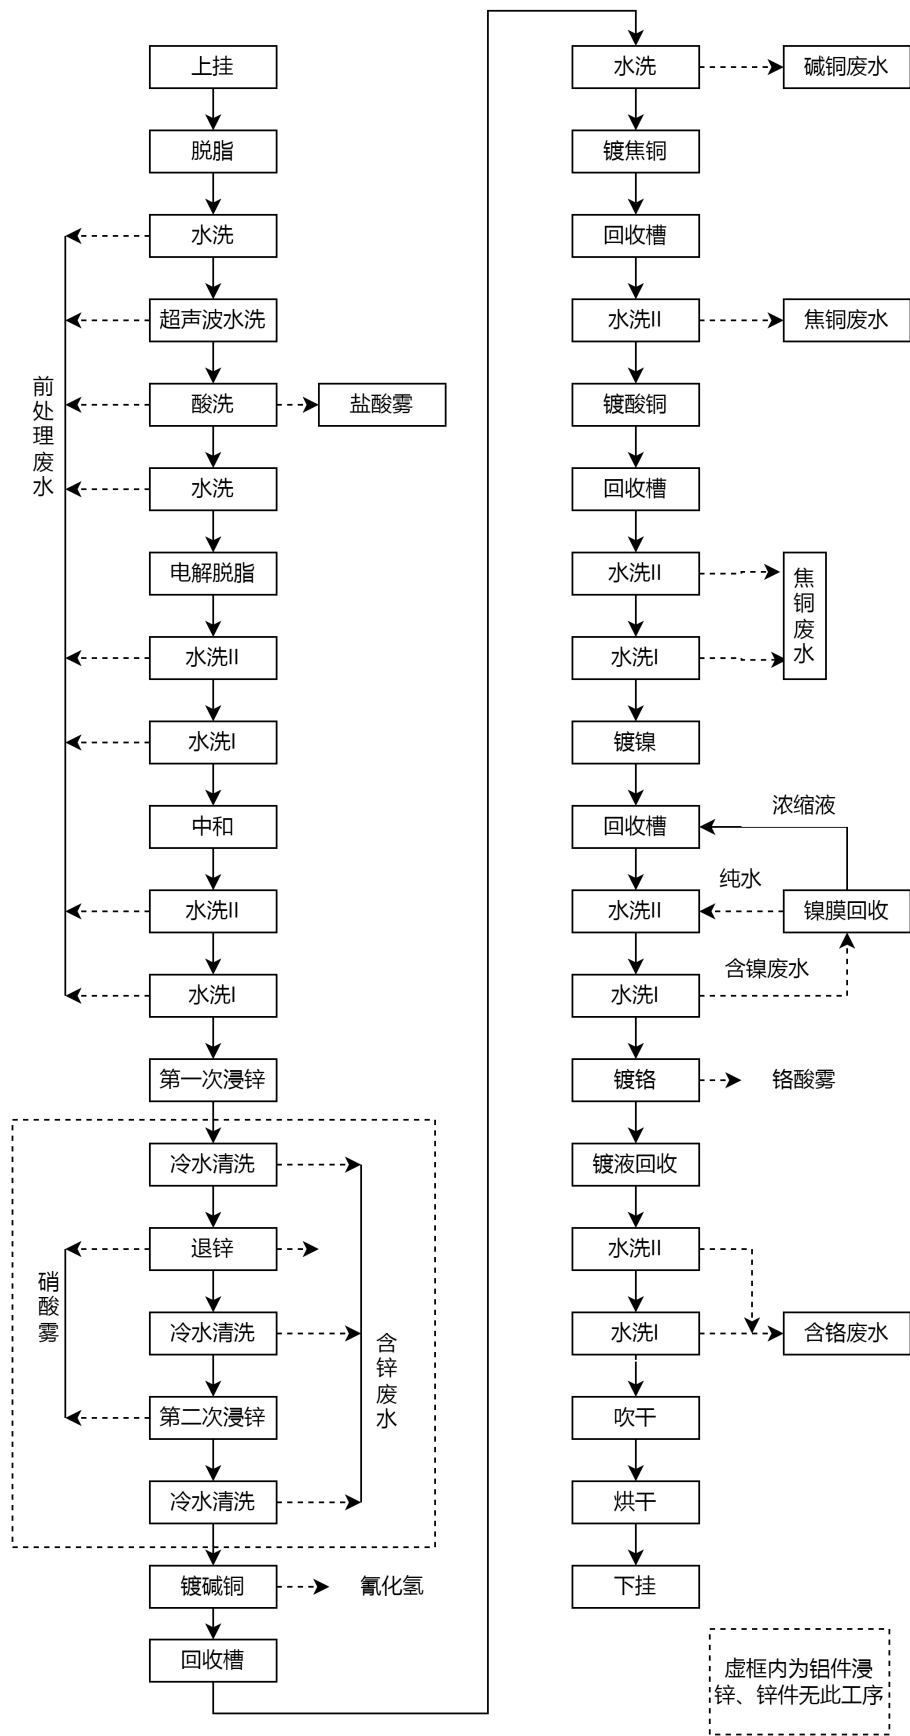 上挂
脱脂
水洗
超声波水洗
酸洗
盐酸雾
水洗
电解脱脂
水洗II
水洗I
中和
水洗II
水洗I
前处理废水
第一次浸锌
冷水清洗
退锌
冷水清洗
第二次浸锌
冷水清洗
硝酸雾
含锌废水
镀碱铜
氰化氢
回收槽
水洗
碱铜废水
镀焦铜
回收槽
水洗II
焦铜废水
镀酸铜
回收槽
水洗II
水洗I
焦铜废水
镀镍
回收槽
浓缩液
纯水
水洗II
镍膜回收
含镍废水
水洗I
镀铬
铬酸雾
镀液回收
水洗II
水洗I
含铬废水
吹干
烘干
下挂
虚框内为铝件浸
锌、锌件无此工序